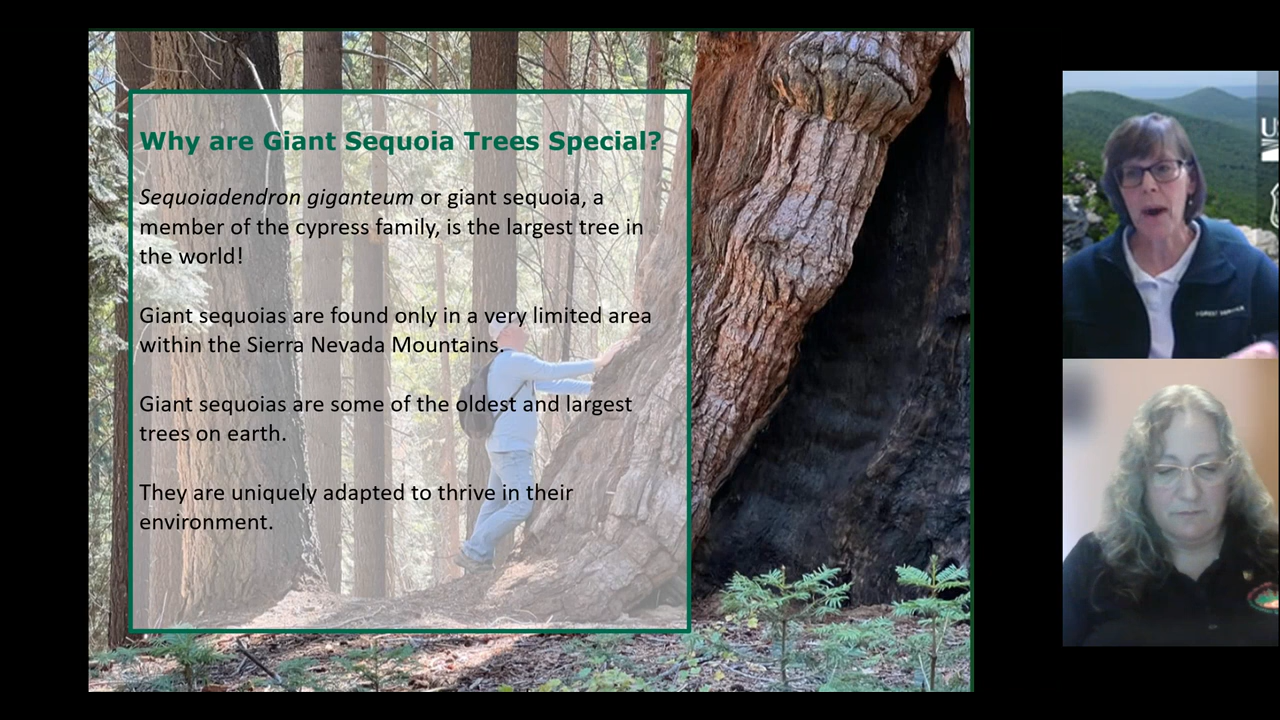 Why are Giant Sequoia Trees Special?
Sequoiadendron giganteum or giant sequoia, a
member of the cypress family, is the largest tree in
the world!
Giant sequoias are found only in a very limited area
within the Sierra Nevada Mountains.
Giant sequoias are some of the oldest and largest
trees on earth.
They are uniquely adapted to thrive in their
environment.
FOREST SERVICE